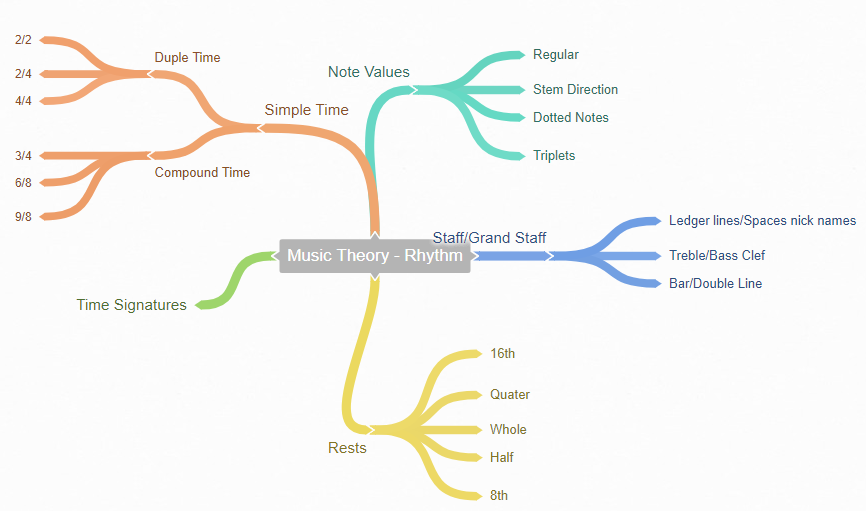 2/2
2/4
4/4
Duple Time
3/4
6/8
9/8
Compound Time
Simple Time
Note Values
Regular
Stem Direction
Dotted Notes
Triplets
Music Theory - Rhythm
Staff/Grand Staff
Ledger lines/Spaces nick names
Treble/Bass Clef
Bar/Double Line
Time Signatures
Rests
16th
Quater
Whole
Half
8th